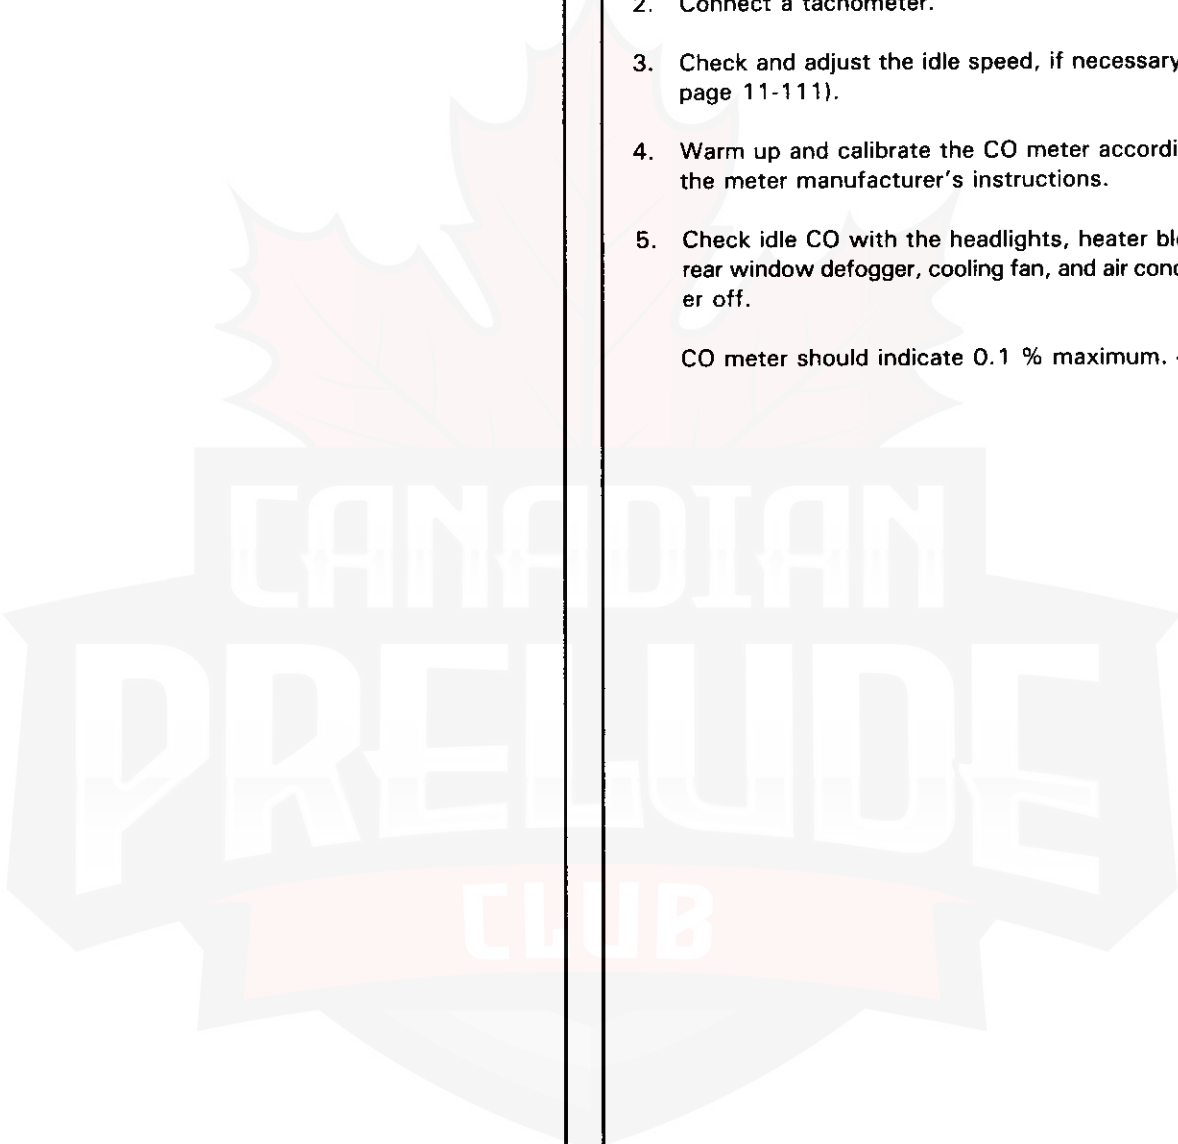 2. Connect a tachometer.
3. Check and adjust the idle speed, if necessary
page 11-111).
4. Warm up and calibrate the CO meter accordi
the meter manufacturer's instructions.
5. Check idle CO with the headlights, heater bl
rear window defogger, cooling fan, and air cond
er off.
CO meter should indicate 0.1 % maximum.
CANADIAN
PRELUDE
CLUB